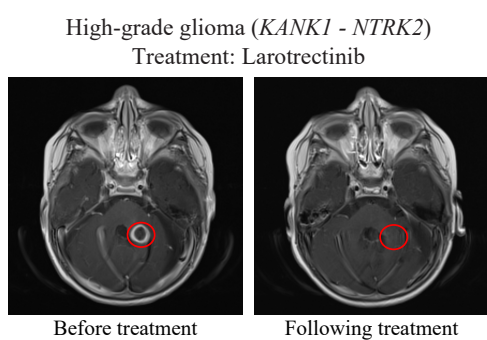 High-grade glioma (KANK1 - NTRK2)
Treatment: Larotrectinib
Before treatment
Following treatment